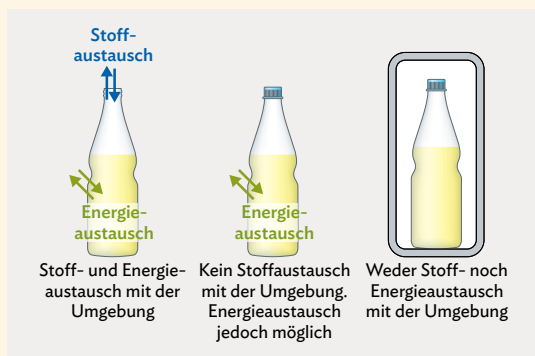 Stoff-
austausch
Energie-
austausch
Energie-
austausch
Stoff- und Energie-
austausch mit der
Umgebung
Kein Stoffaustausch
mit der Umgebung.
Energieaustausch
jedoch möglich
Weder Stoff- noch
Energieaustausch
mit der Umgebung